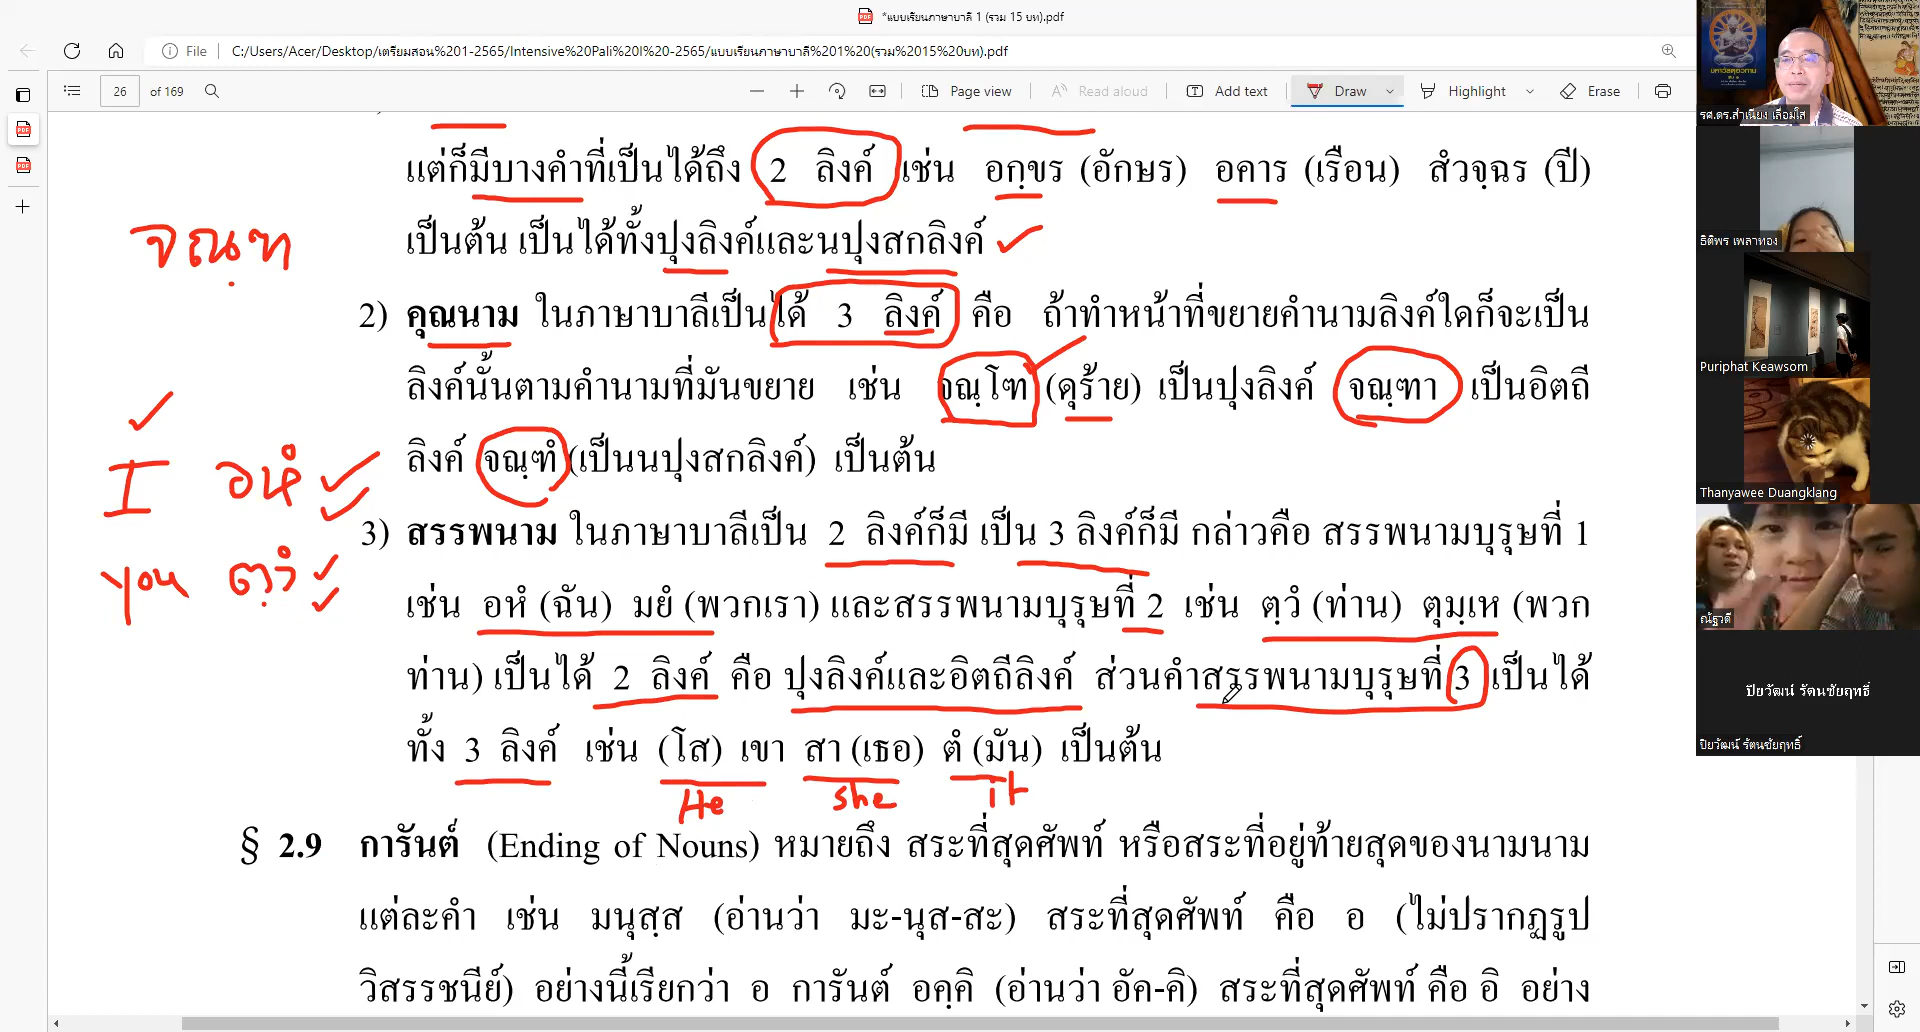 *แบบเรียนภาษาบาลี 1 (รวม 15 บท).pdf
File C:/Users/Acer/Desktop/เตรียมสอน%201-2565/Intensive%20Pali%20I%20-2565/แบบเรียนภาษาบาลี%201%20(รวม%2015%20บท).pdf
26 of 169 Page view Read aloud Add text Draw Highlight Erase
แต่ก็มีบางคำที่เป็นได้ถึง 2 ลิงค์ เช่น อกฺขร (อักษร) อคาร (เรือน) สํวจฺฉร (ปี)
เป็นต้น เป็นได้ทั้งปุงลิงค์และนปุงสกลิงค์
จณฺฑ
2) คุณนาม ในภาษาบาลีเป็นได้ 3 ลิงค์ คือ ถ้าทำหน้าที่ขยายคำนามลิงค์ใดก็จะเป็น
ลิงค์นั้นตามคำนามที่มันขยาย เช่น จณฺโฑ (ดุร้าย) เป็นปุงลิงค์ จณฺฑา เป็นอิตถี
ลิงค์ จณฺฑํ (เป็นนปุงสกลิงค์) เป็นต้น
I อหํ
3) สรรพนาม ในภาษาบาลีเป็น 2 ลิงค์ก็มี เป็น 3 ลิงค์ก็มี กล่าวคือ สรรพนามบุรุษที่ 1
you ตฺวํ
เช่น อหํ (ฉัน) มยํ (พวกเรา) และสรรพนามบุรุษที่ 2 เช่น ตฺวํ (ท่าน) ตุมฺเห (พวก
ท่าน) เป็นได้ 2 ลิงค์ คือ ปุงลิงค์และอิตถีลิงค์ ส่วนคำสรรพนามบุรุษที่ 3 เป็นได้
ทั้ง 3 ลิงค์ เช่น (โส) เขา สา (เธอ) ตํ (มัน) เป็นต้น
He she it
§ 2.9 การันต์ (Ending of Nouns) หมายถึง สระที่สุดศัพท์ หรือสระที่อยู่ท้ายสุดของนามนาม
แต่ละคำ เช่น มนุสฺส (อ่านว่า มะ-นุส-สะ) สระที่สุดศัพท์ คือ อ (ไม่ปรากฏรูป
วิสรรชนีย์) อย่างนี้เรียกว่า อ การันต์ อคฺคิ (อ่านว่า อัค-คิ) สระที่สุดศัพท์ คือ อิ อย่าง
รศ.ดร.สำเนียง เลื่อมใส
ธิติพร เพลาทอง
Puriphat Keawsom
Thanyawee Duangklang
ณัฐวดี
ปิยวัฒน์ รัตนชัยฤทธิ์
ปิยวัฒน์ รัตนชัยฤทธิ์